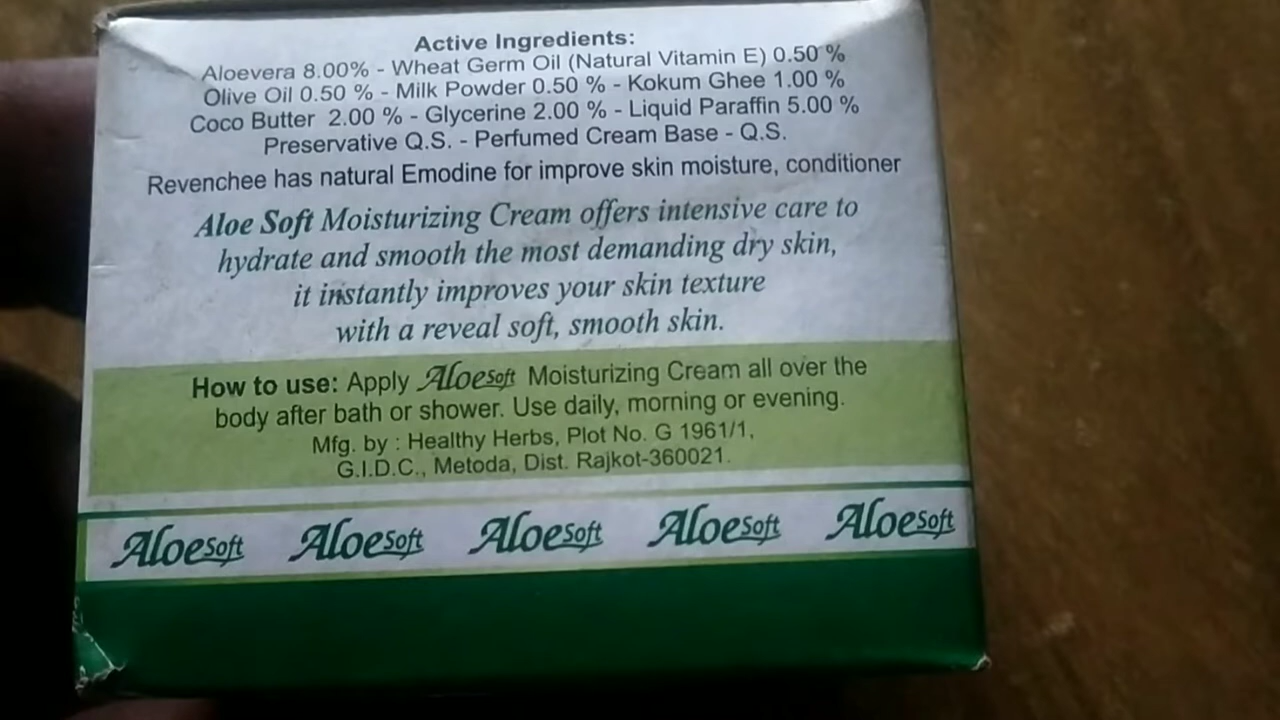 Active Ingredients:
Aloevera 8.00% - Wheat Germ Oil (Natural Vitamin E) 0.50 %
Olive Oil 0.50 % - Milk Powder 0.50 % - Kokum Ghee 1.00 %
Coco Butter 2.00 % - Glycerine 2.00 % - Liquid Paraffin 5.00 %
Preservative Q.S. - Perfumed Cream Base - Q.S.
Revenchee has natural Emodine for improve skin moisture, conditioner
Aloe Soft Moisturizing Cream offers intensive care to
hydrate and smooth the most demanding dry skin,
it instantly improves your skin texture
with a reveal soft, smooth skin.
How to use: Apply AloeSoft Moisturizing Cream all over the
body after bath or shower. Use daily, morning or evening.
Mfg. by : Healthy Herbs, Plot No. G 1961/1,
G.I.D.C., Metoda, Dist. Rajkot-360021.
AloeSoft AloeSoft AloeSoft AloeSoft AloeSoft